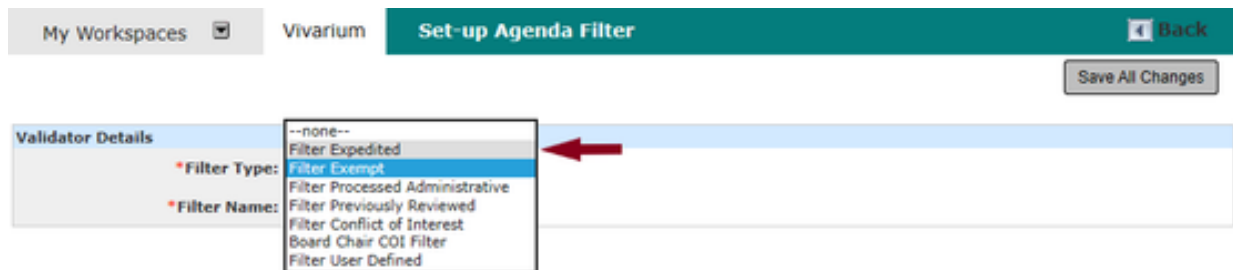 My Workspaces Vivarium Set-up Agenda Filter Back
Save All Changes
Validator Details
--none--
Filter Expedited
*Filter Type: Filter Exempt
Filter Processed Administrative
*Filter Name: Filter Previously Reviewed
Filter Conflict of Interest
Board Chair COI Filter
Filter User Defined